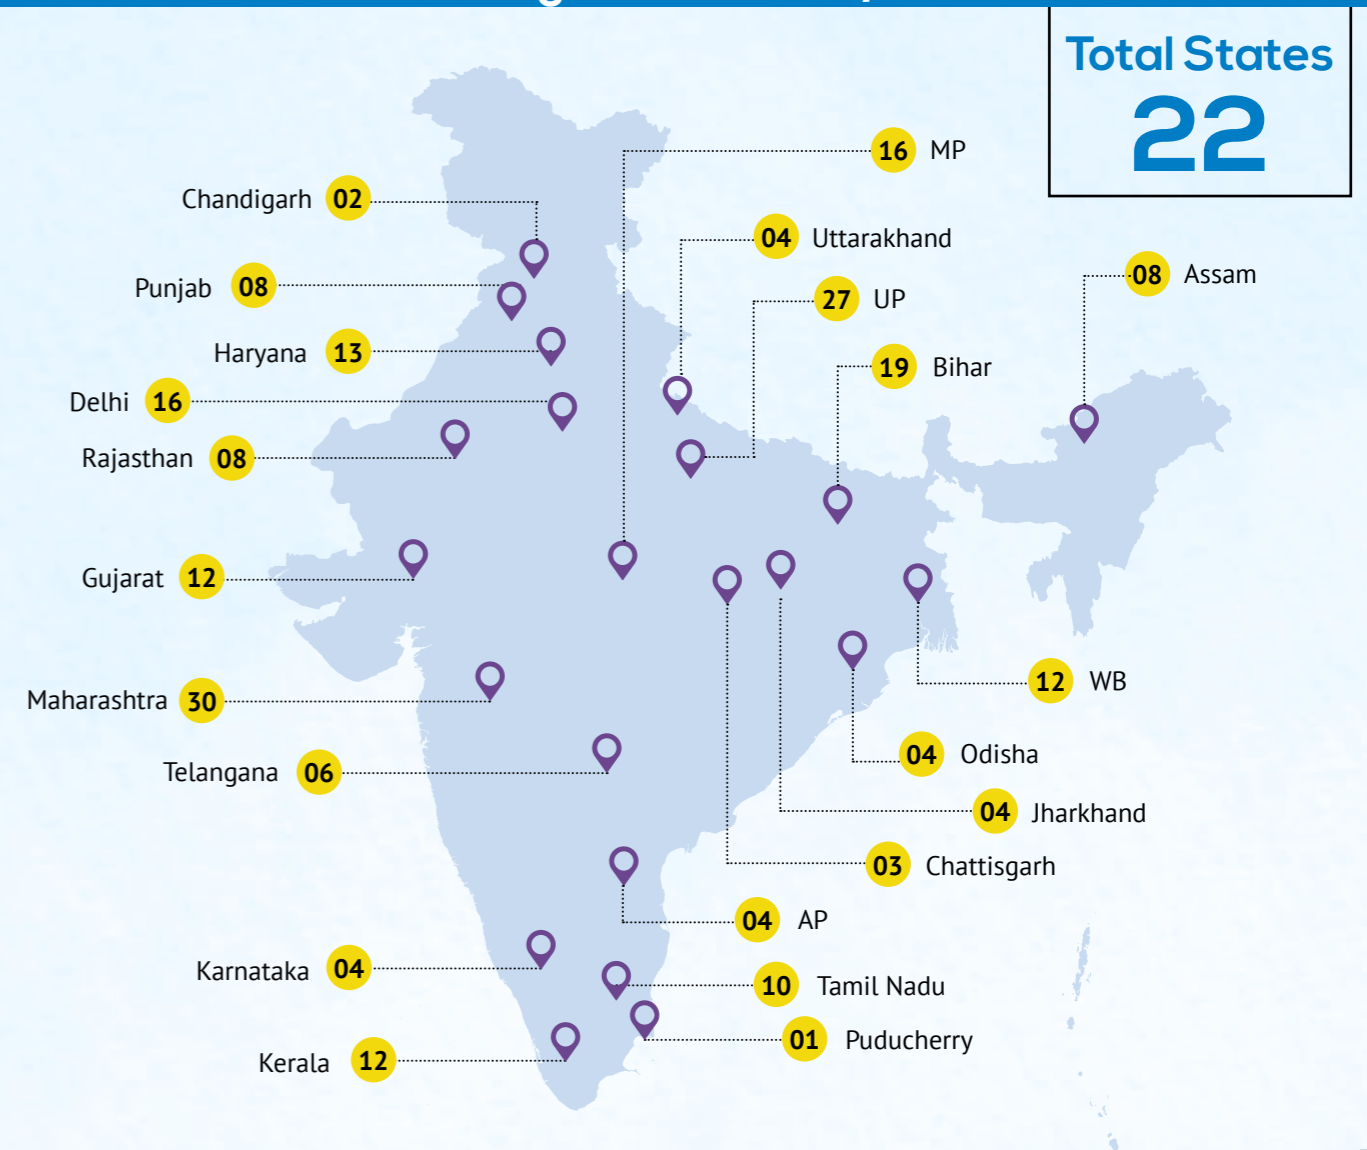 Total States
22
16 MP
Chandigarh 02
04 Uttarakhand
08 Assam
Punjab 08
27 UP
Haryana 13
19 Bihar
Delhi 16
Rajasthan 08
Gujarat 12
12 WB
Maharashtra 30
04 Odisha
Telangana 06
04 Jharkhand
03 Chattisgarh
04 AP
Karnataka 04
10 Tamil Nadu
01 Puducherry
Kerala 12